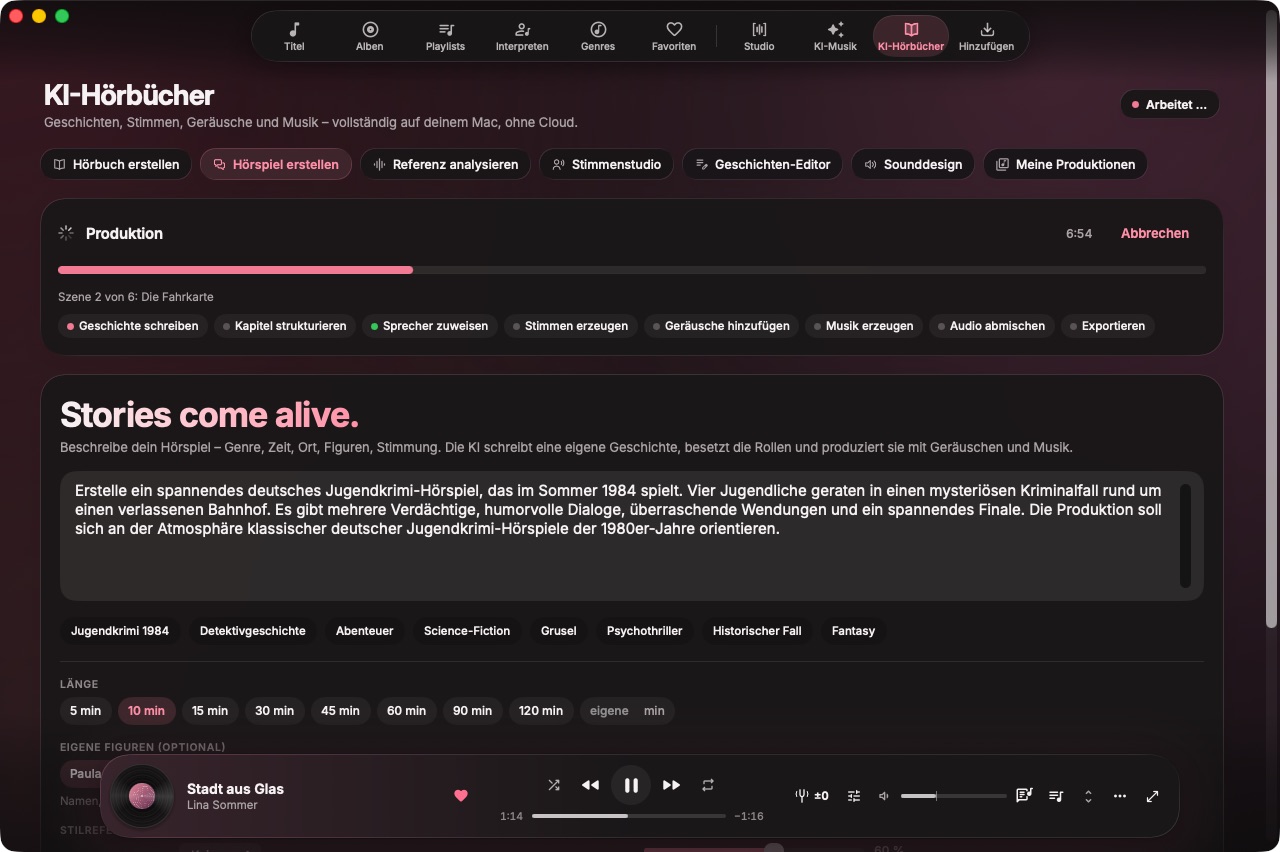 Titel Alben Playlists Interpreten Genres Favoriten Studio KI-Musik KI-Hörbücher Hinzufügen
KI-Hörbücher
Geschichten, Stimmen, Geräusche und Musik – vollständig auf deinem Mac, ohne Cloud.
Arbeitet ...
Hörbuch erstellen Hörspiel erstellen Referenz analysieren Stimmenstudio Geschichten-Editor Sounddesign Meine Produktionen
Produktion 6:54 Abbrechen
Szene 2 von 6: Die Fahrkarte
Geschichte schreiben Kapitel strukturieren Sprecher zuweisen Stimmen erzeugen Geräusche hinzufügen Musik erzeugen Audio abmischen Exportieren
Stories come alive.
Beschreibe dein Hörspiel – Genre, Zeit, Ort, Figuren, Stimmung. Die KI schreibt eine eigene Geschichte, besetzt die Rollen und produziert sie mit Geräuschen und Musik.
Erstelle ein spannendes deutsches Jugendkrimi-Hörspiel, das im Sommer 1984 spielt. Vier Jugendliche geraten in einen mysteriösen Kriminalfall rund um
einen verlassenen Bahnhof. Es gibt mehrere Verdächtige, humorvolle Dialoge, überraschende Wendungen und ein spannendes Finale. Die Produktion soll
sich an der Atmosphäre klassischer deutscher Jugendkrimi-Hörspiele der 1980er-Jahre orientieren.
Jugendkrimi 1984 Detektivgeschichte Abenteuer Science-Fiction Grusel Psychothriller Historischer Fall Fantasy
LÄNGE
5 min 10 min 15 min 30 min 45 min 60 min 90 min 120 min eigene min
EIGENE FIGUREN (OPTIONAL)
Paula
Namen,
Stadt aus Glas
Lina Sommer
1:14 −1:16
±0
60 %